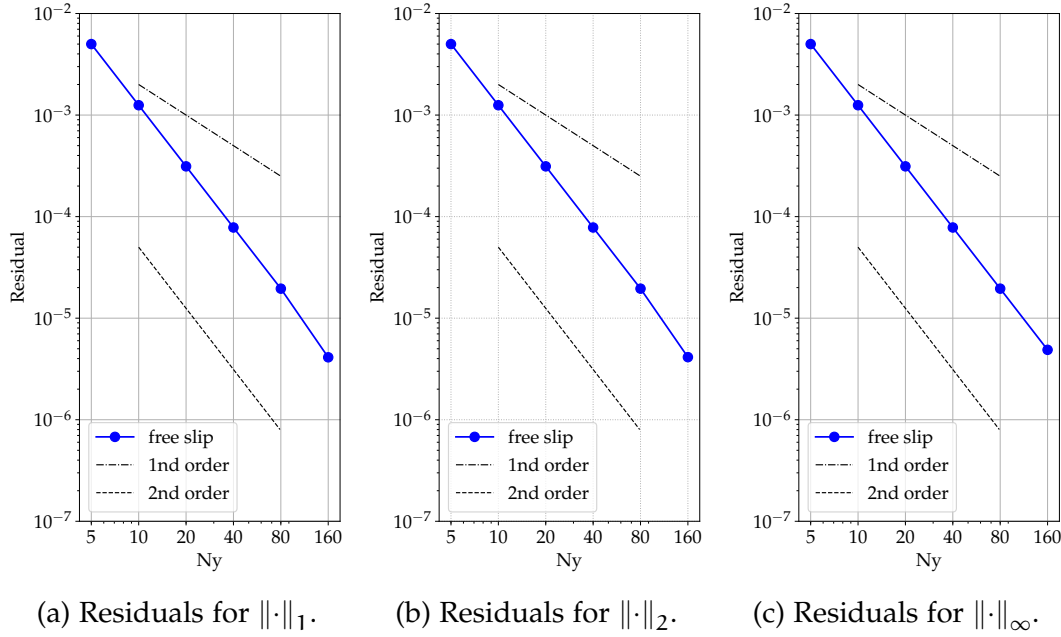 10⁻²
10⁻³
10⁻⁴
10⁻⁵
10⁻⁶
10⁻⁷
Residual
5 10 20 40 80 160
Ny
free slip
1nd order
2nd order
(a) Residuals for ‖·‖₁.
10⁻²
10⁻³
10⁻⁴
10⁻⁵
10⁻⁶
10⁻⁷
Residual
5 10 20 40 80 160
Ny
free slip
1nd order
2nd order
(b) Residuals for ‖·‖₂.
10⁻²
10⁻³
10⁻⁴
10⁻⁵
10⁻⁶
10⁻⁷
Residual
5 10 20 40 80 160
Ny
free slip
1nd order
2nd order
(c) Residuals for ‖·‖∞.